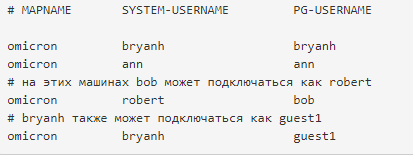 # MAPNAME SYSTEM-USERNAME PG-USERNAME
omicron bryanh bryanh
omicron ann ann
# на этих машинах bob может подключаться как robert
omicron robert bob
# bryanh также может подключаться как guest1
omicron bryanh guest1